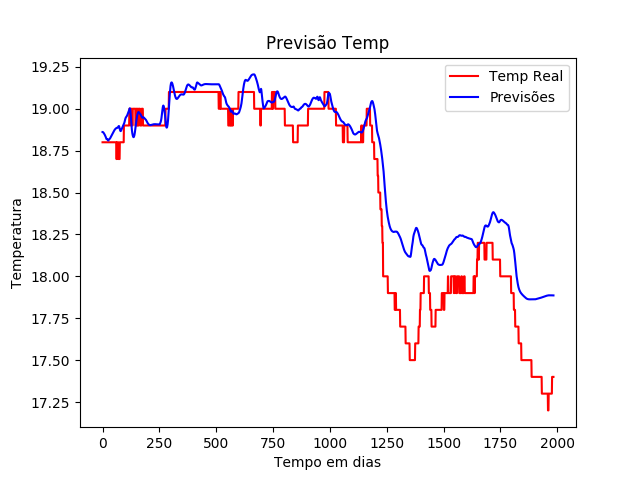 Previsão Temp
Temp Real
Previsões
Temperatura
19.25
19.00
18.75
18.50
18.25
18.00
17.75
17.50
17.25
0 250 500 750 1000 1250 1500 1750 2000
Tempo em dias